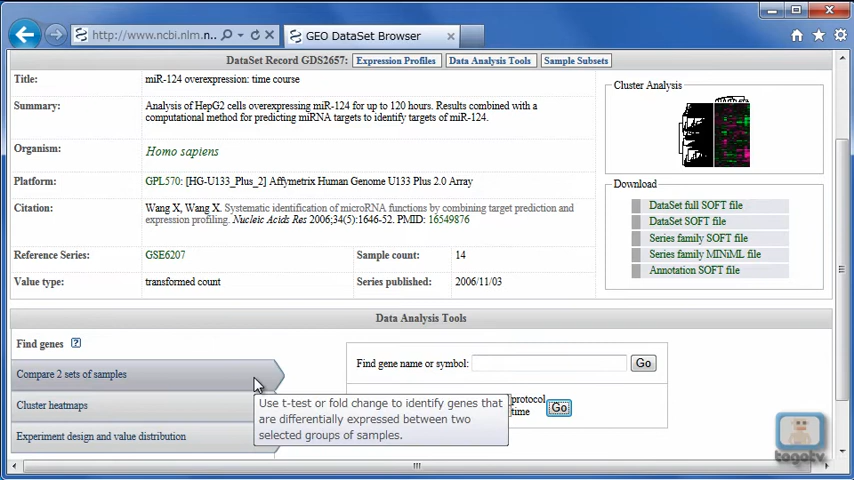 http://www.ncbi.nlm.n..
GEO DataSet Browser
DataSet Record GDS2657: Expression Profiles Data Analysis Tools Sample Subsets
Title: miR-124 overexpression: time course
Summary: Analysis of HepG2 cells overexpressing miR-124 for up to 120 hours. Results combined with a
computational method for predicting miRNA targets to identify targets of miR-124.
Organism: Homo sapiens
Platform: GPL570: [HG-U133_Plus_2] Affymetrix Human Genome U133 Plus 2.0 Array
Citation: Wang X, Wang X. Systematic identification of microRNA functions by combining target prediction and
expression profiling. Nucleic Acids Res 2006;34(5):1646-52. PMID: 16549876
Reference Series: GSE6207 Sample count: 14
Value type: transformed count Series published: 2006/11/03
Cluster Analysis
Download
DataSet full SOFT file
DataSet SOFT file
Series family SOFT file
Series family MINiML file
Annotation SOFT file
Data Analysis Tools
Find genes ?
Compare 2 sets of samples
Cluster heatmaps
Experiment design and value distribution
Find gene name or symbol: Go
protocol
time Go
Use t-test or fold change to identify genes that
are differentially expressed between two
selected groups of samples.
togotv